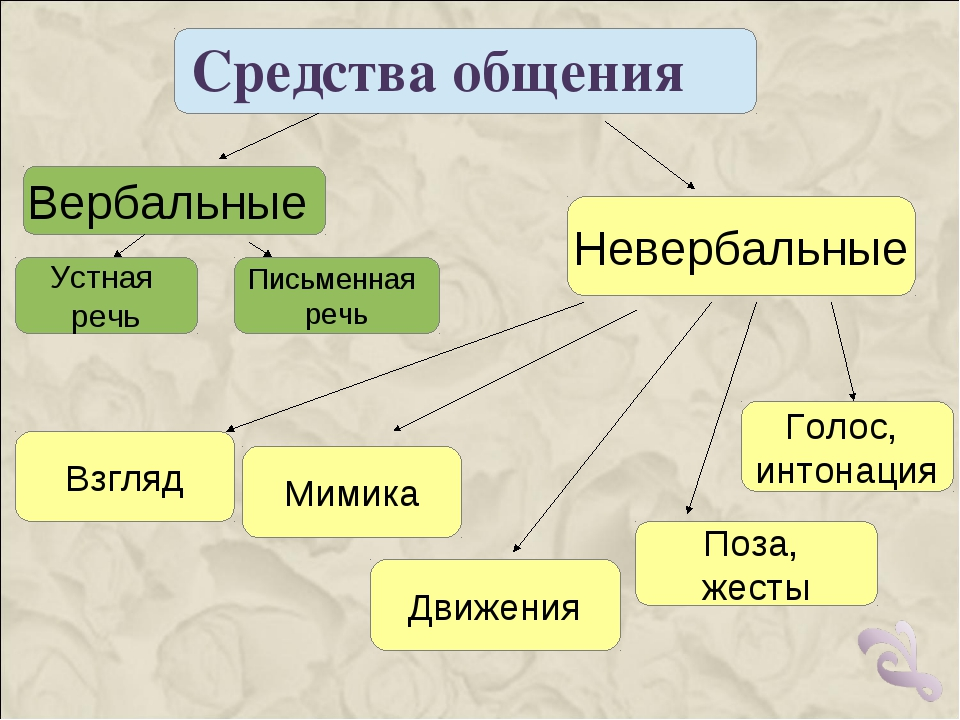 Средства общения
Вербальные
Невербальные
Устная
речь
Письменная
речь
Взгляд
Мимика
Движения
Поза,
жесты
Голос,
интонация